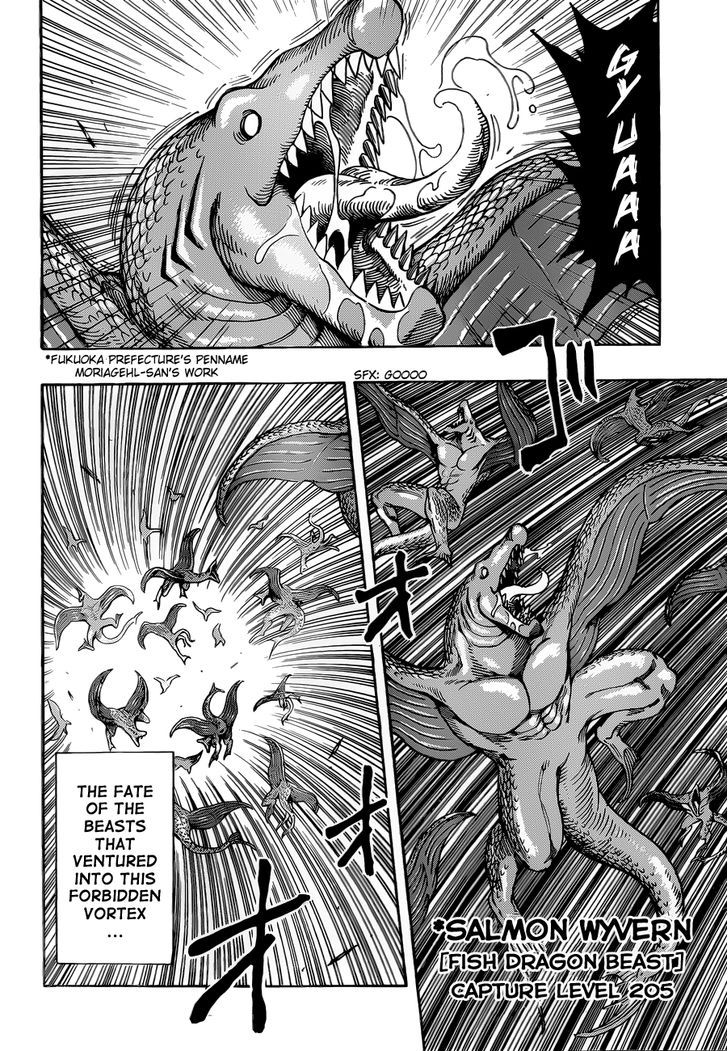 GYUAAA
*FUKUOKA PREFECTURE'S PENNAME
MORIAGEHL-SAN'S WORK
SFX: GOOOO
ゴ
オ
オ
オ
*SALMON WYVERN
[FISH DRAGON BEAST]
CAPTURE LEVEL 205
THE FATE
OF THE
BEASTS
THAT
VENTURED
INTO THIS
FORBIDDEN
VORTEX
...